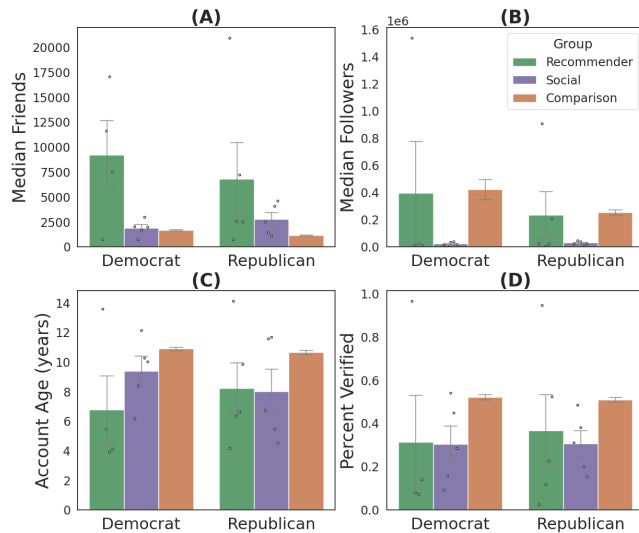 (A)
Median Friends
20000
17500
15000
12500
10000
7500
5000
2500
0
Democrat
Republican
(B)
1e6
Median Followers
1.6
1.4
1.2
1.0
0.8
0.6
0.4
0.2
0.0
Group
Recommender
Social
Comparison
Democrat
Republican
(C)
Account Age (years)
14
12
10
8
6
4
2
0
Democrat
Republican
(D)
Percent Verified
1.0
0.8
0.6
0.4
0.2
0.0
Democrat
Republican